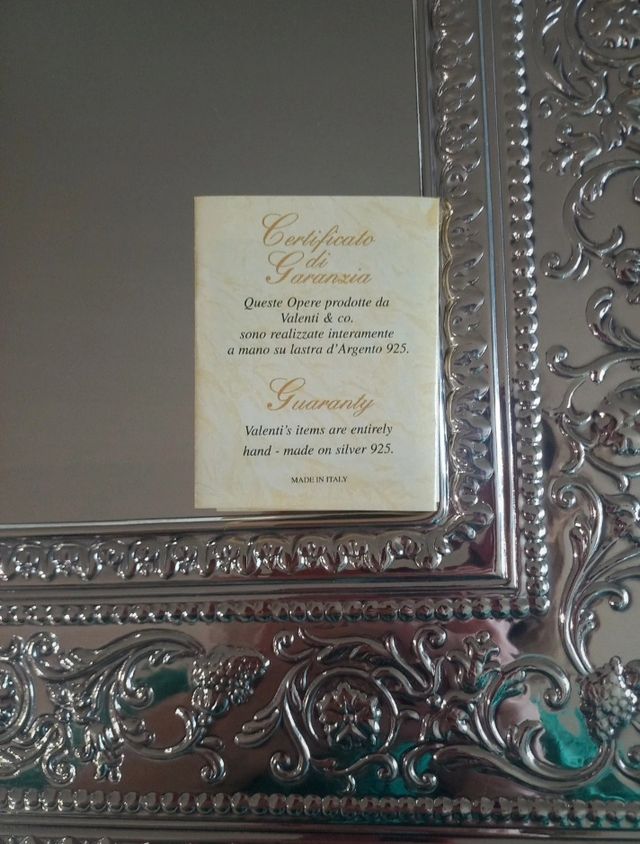 Certificato
di
Garanzia
Queste Opere prodotte da
Valenti & co.
sono realizzate interamente
a mano su lastra d'Argento 925.
Guaranty
Valenti's items are entirely
hand - made on silver 925.
MADE IN ITALY